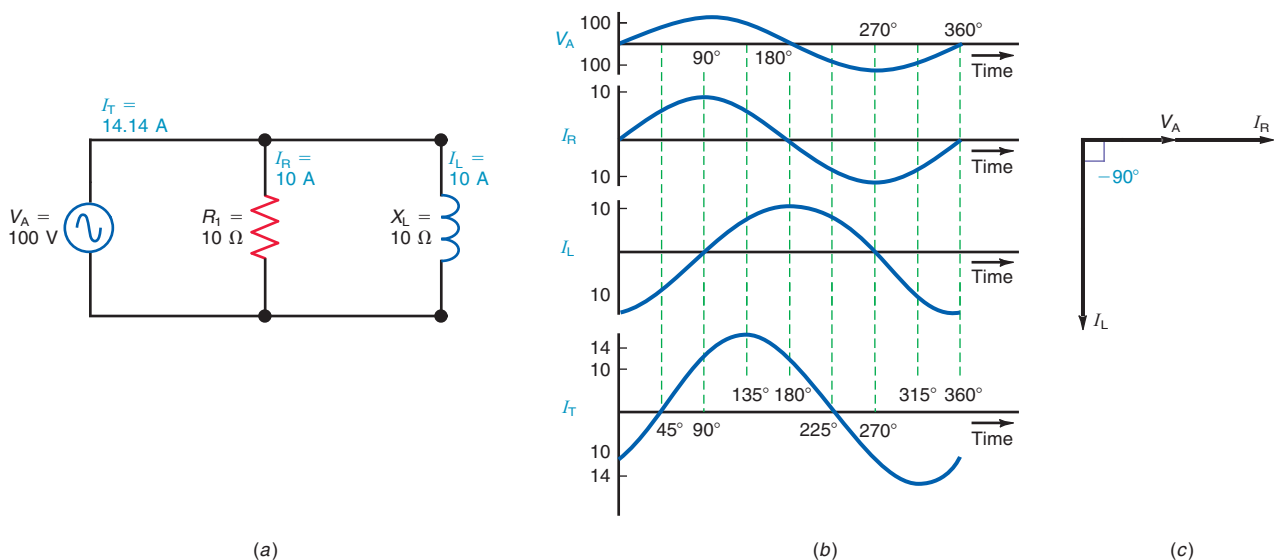 I_T =
14.14 A
I_R =
10 A
I_L =
10 A
V_A =
100 V
R_1 =
10 Ω
X_L =
10 Ω
(a)
100
V_A
100
90°
180°
270°
360°
Time
10
I_R
10
Time
10
I_L
10
Time
14
10
I_T
10
14
45°
90°
135°
180°
225°
270°
315°
360°
Time
(b)
V_A
I_R
−90°
I_L
(c)